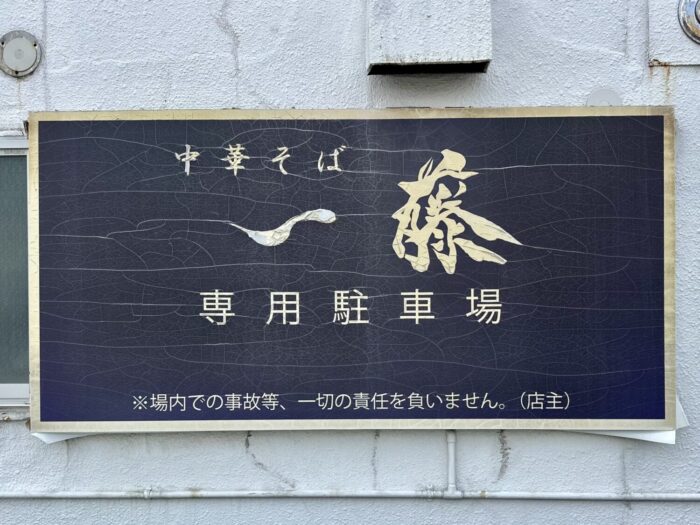 中華そば
一藤
専用駐車場
※場内での事故等、一切の責任を負いません。（店主）